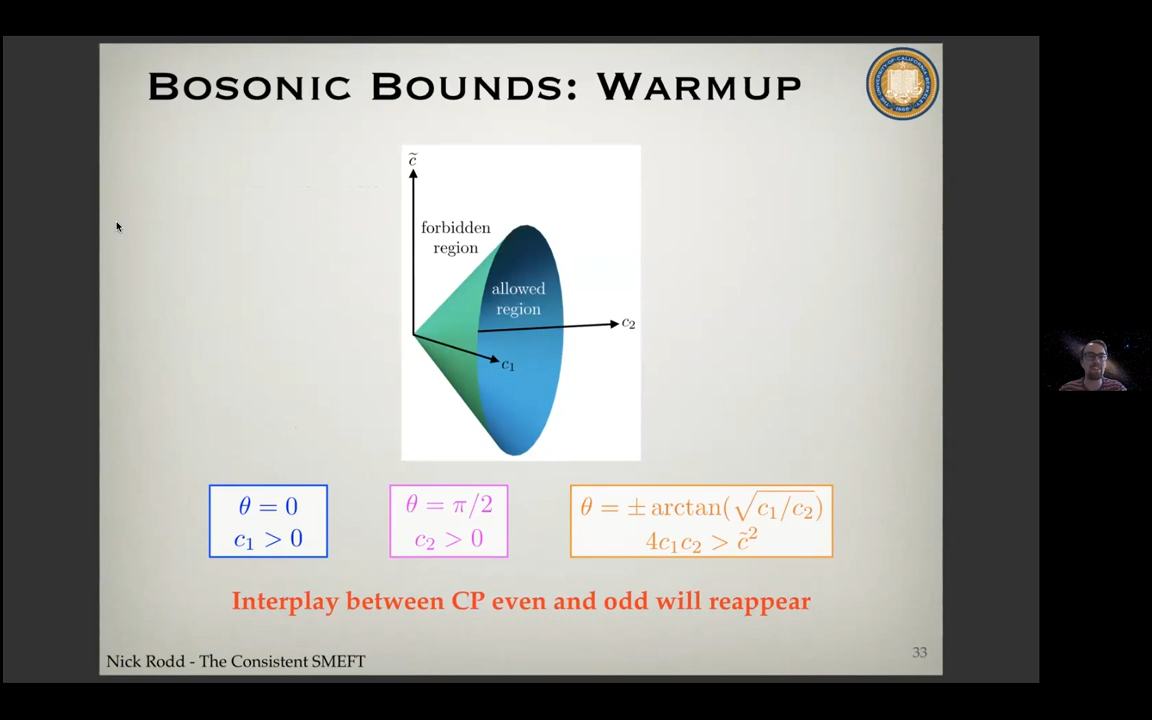 BOSONIC BOUNDS: WARMUP
c̃
forbidden
region
allowed
region
c₂
c₁
θ = 0
c₁ > 0
θ = π/2
c₂ > 0
θ = ± arctan(√c₁/c₂)
4c₁c₂ > c̃²
Interplay between CP even and odd will reappear
Nick Rodd - The Consistent SMEFT
33